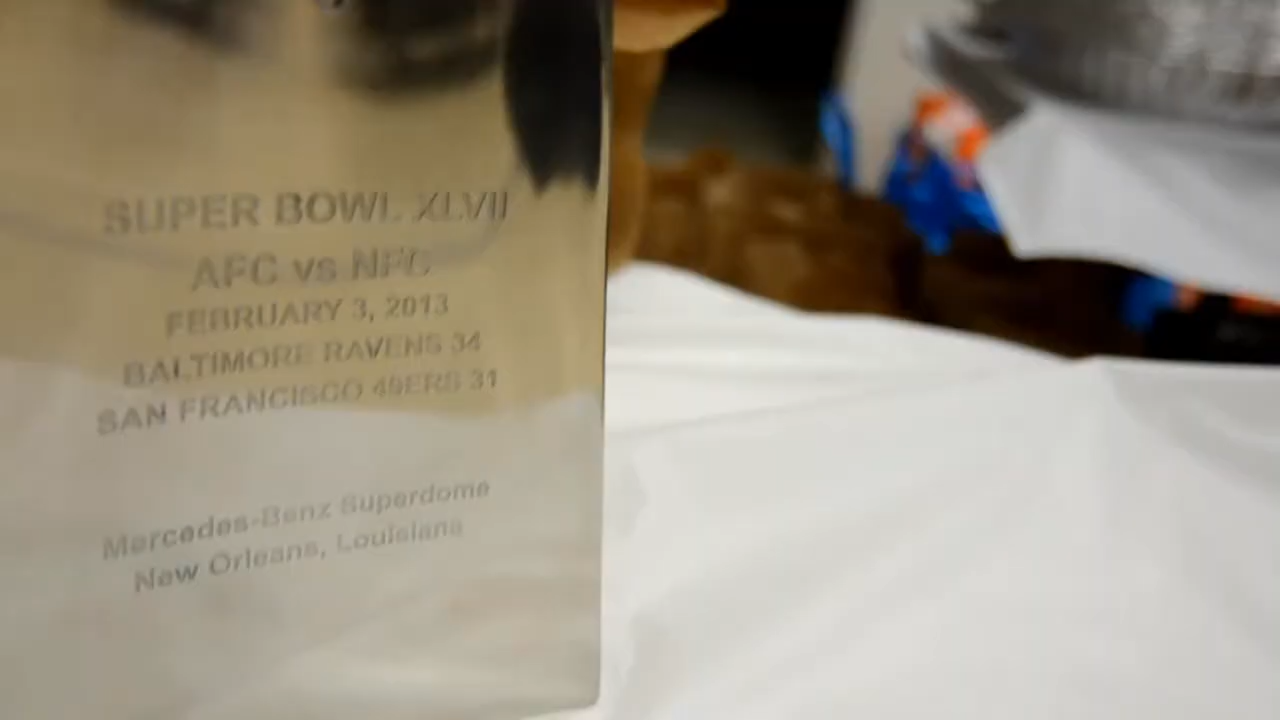 SUPER BOWL XLVII
AFC vs NFC
FEBRUARY 3, 2013
BALTIMORE RAVENS 34
SAN FRANCISCO 49ERS 31
Mercedes-Benz Superdome
New Orleans, Louisiana